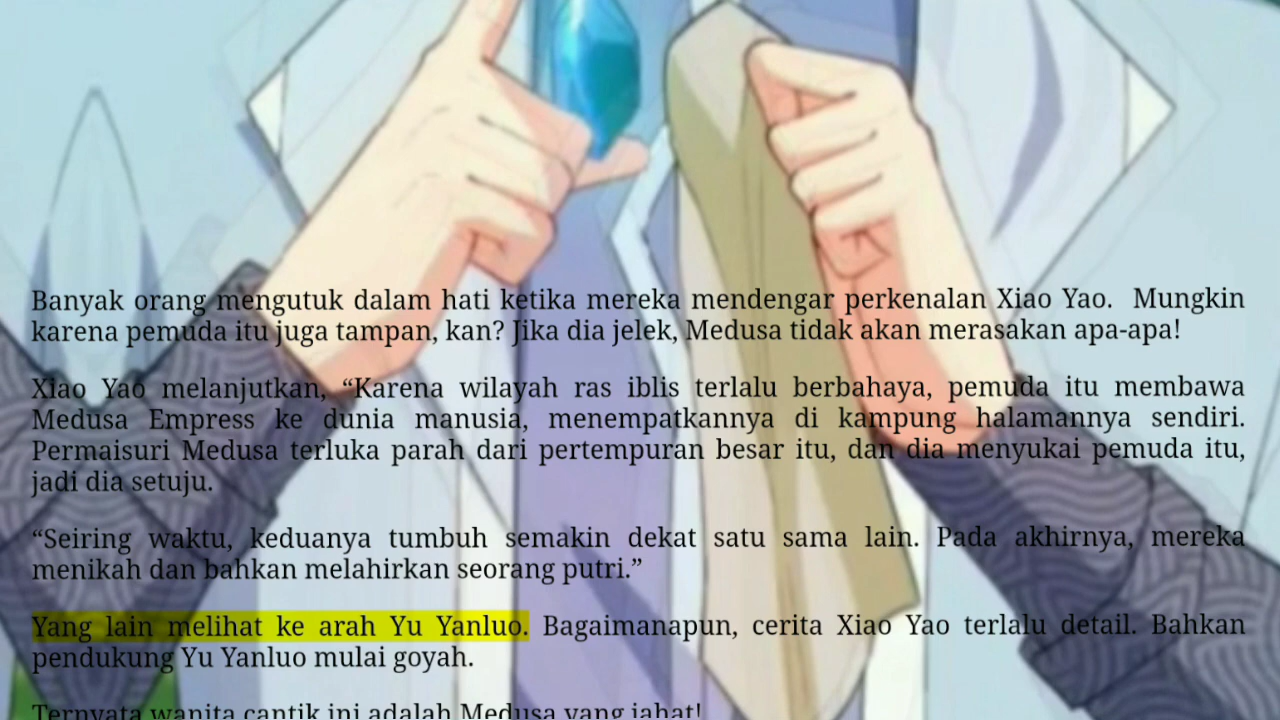 Banyak orang mengutuk dalam hati ketika mereka mendengar perkenalan Xiao Yao.  Mungkin
karena pemuda itu juga tampan, kan? Jika dia jelek, Medusa tidak akan merasakan apa-apa!
Xiao Yao melanjutkan, “Karena wilayah ras iblis terlalu berbahaya, pemuda itu membawa
Medusa Empress ke dunia manusia, menempatkannya di kampung halamannya sendiri.
Permaisuri Medusa terluka parah dari pertempuran besar itu, dan dia menyukai pemuda itu,
jadi dia setuju.
“Seiring waktu, keduanya tumbuh semakin dekat satu sama lain. Pada akhirnya, mereka
menikah dan bahkan melahirkan seorang putri.”
Yang lain melihat ke arah Yu Yanluo. Bagaimanapun, cerita Xiao Yao terlalu detail. Bahkan
pendukung Yu Yanluo mulai goyah.
Ternyata wanita cantik ini adalah Medusa yang jahat!